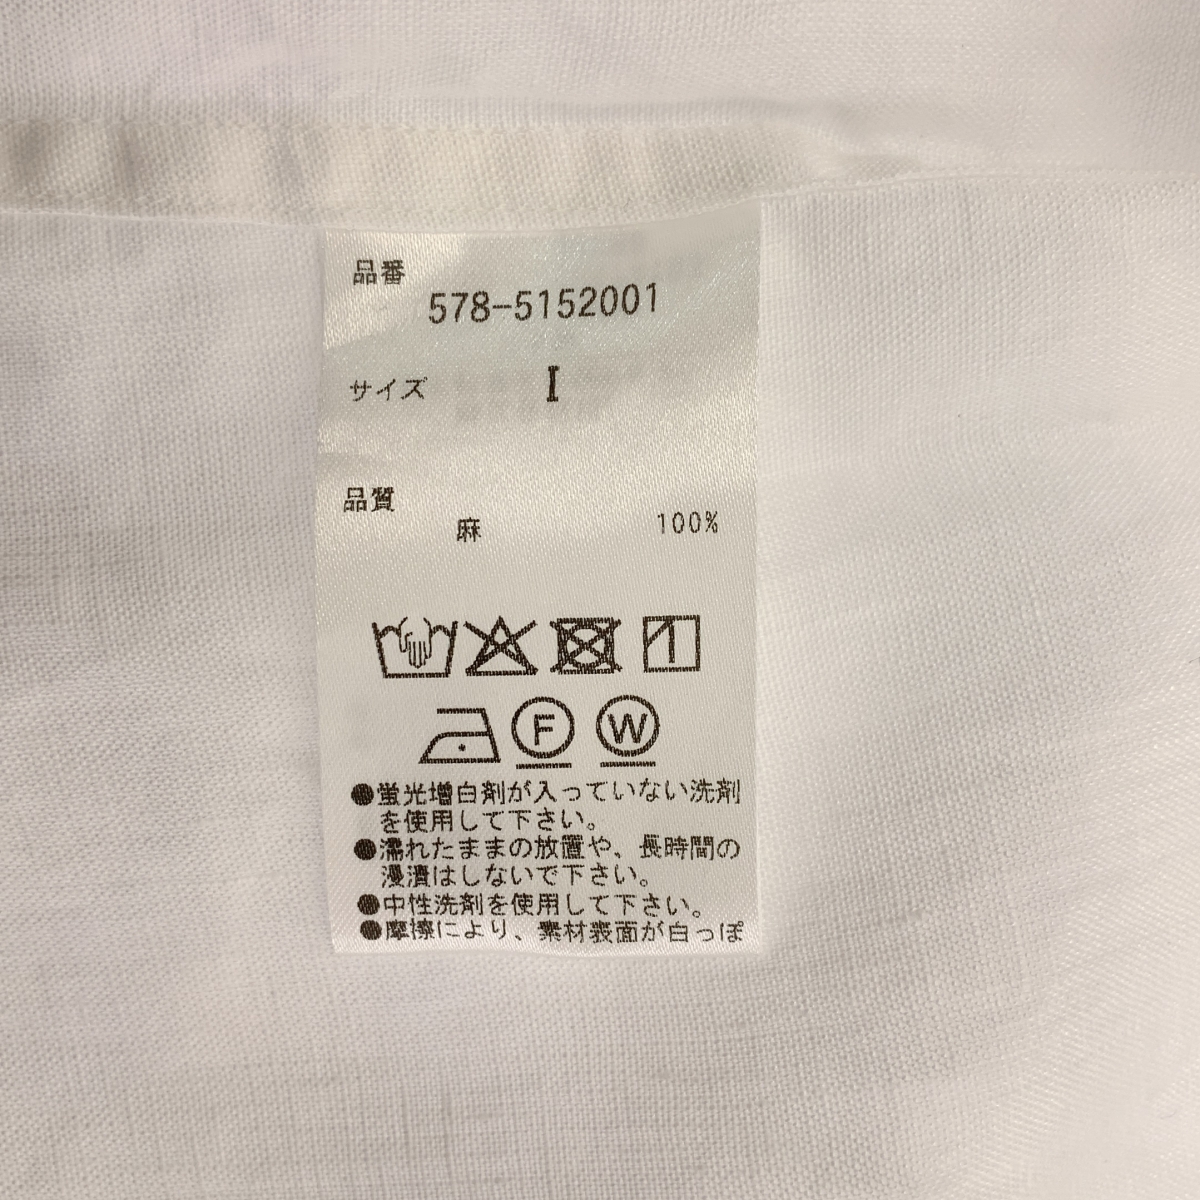 品番
578-5152001
サイズ I
品質
麻 100%
F W
●蛍光増白剤が入っていない洗剤
を使用して下さい。
●濡れたままの放置や、長時間の
浸漬はしないで下さい。
●中性洗剤を使用して下さい。
●摩擦により、素材表面が白っぽ